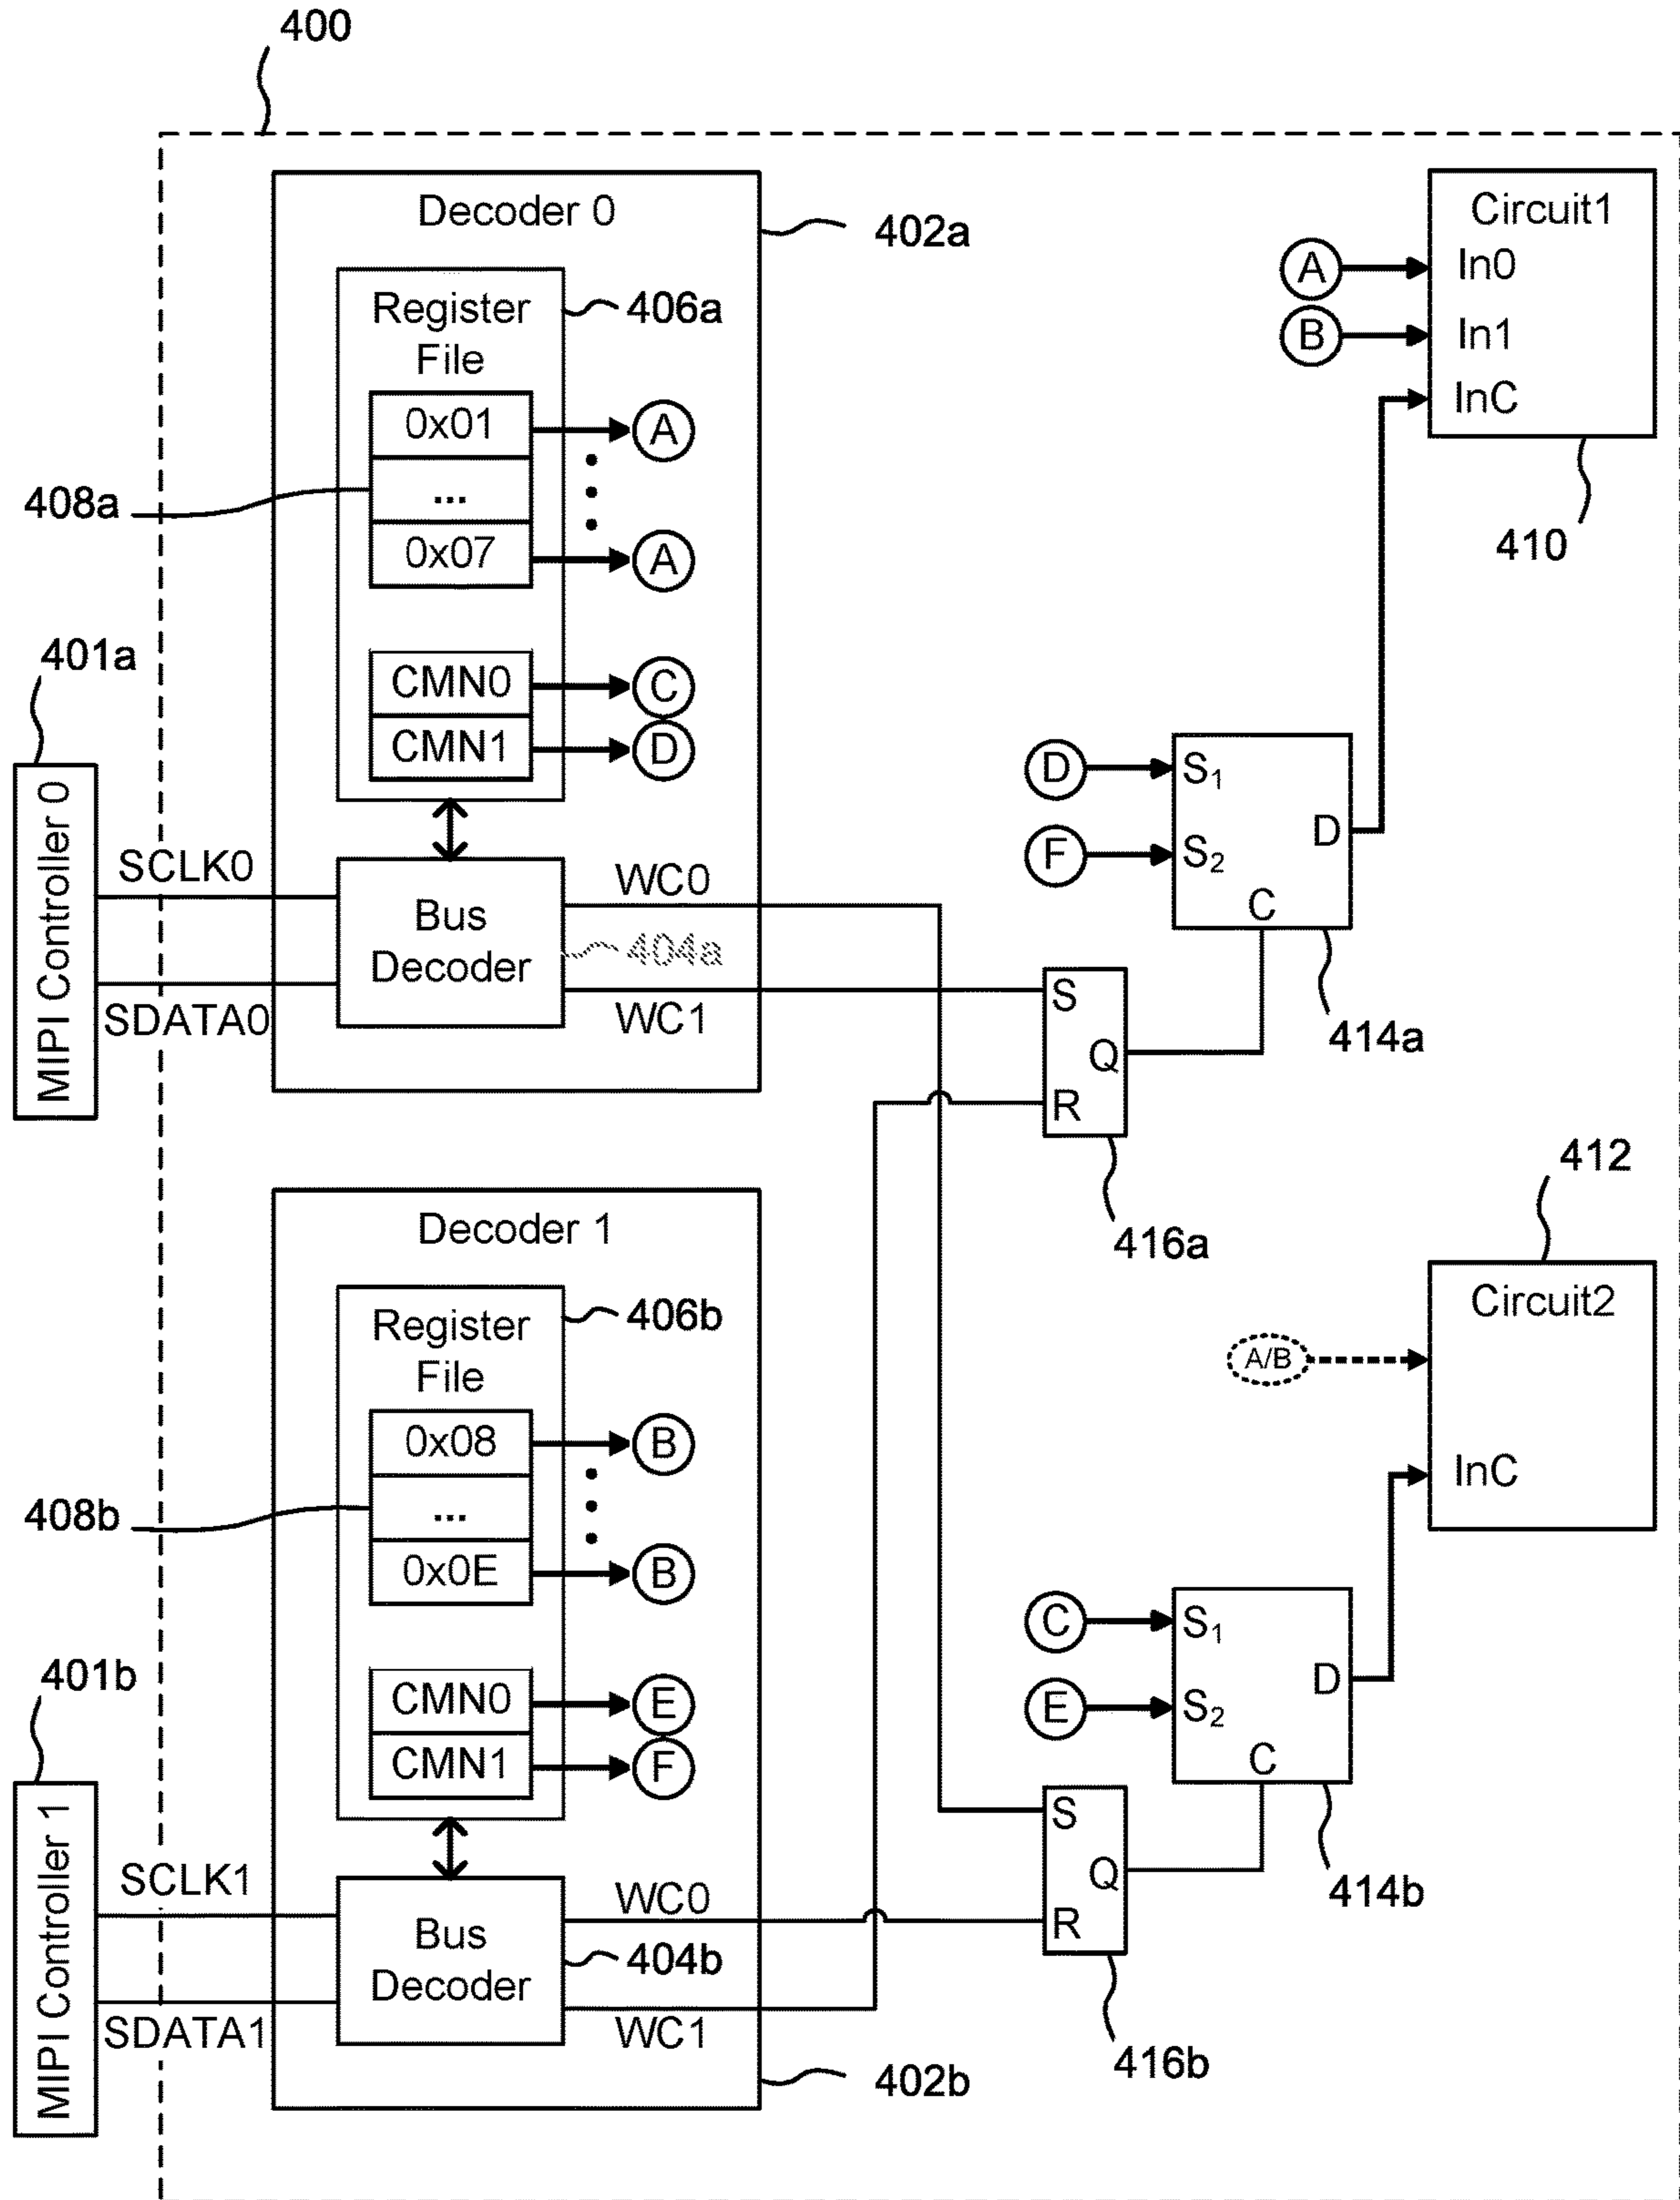 400
Decoder 0
402a
Register
File
406a
0x01
A
...
408a
0x07
A
CMN0
C
CMN1
D
401a
MIPI Controller 0
SCLK0
SDATA0
Bus
Decoder
404a
WC0
WC1
Circuit1
A
In0
B
In1
InC
410
D
S1
F
S2
D
C
414a
S
Q
R
416a
Decoder 1
Register
File
406b
0x08
B
...
408b
0x0E
B
CMN0
E
CMN1
F
401b
MIPI Controller 1
SCLK1
SDATA1
Bus
Decoder
404b
WC0
WC1
402b
412
Circuit2
A/B
InC
C
S1
E
S2
D
C
414b
S
Q
R
416b